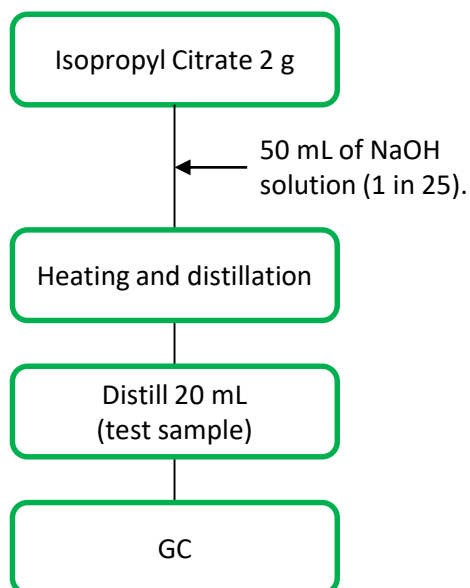 Isopropyl Citrate 2 g
50 mL of NaOH
solution (1 in 25).
Heating and distillation
Distill 20 mL
(test sample)
GC